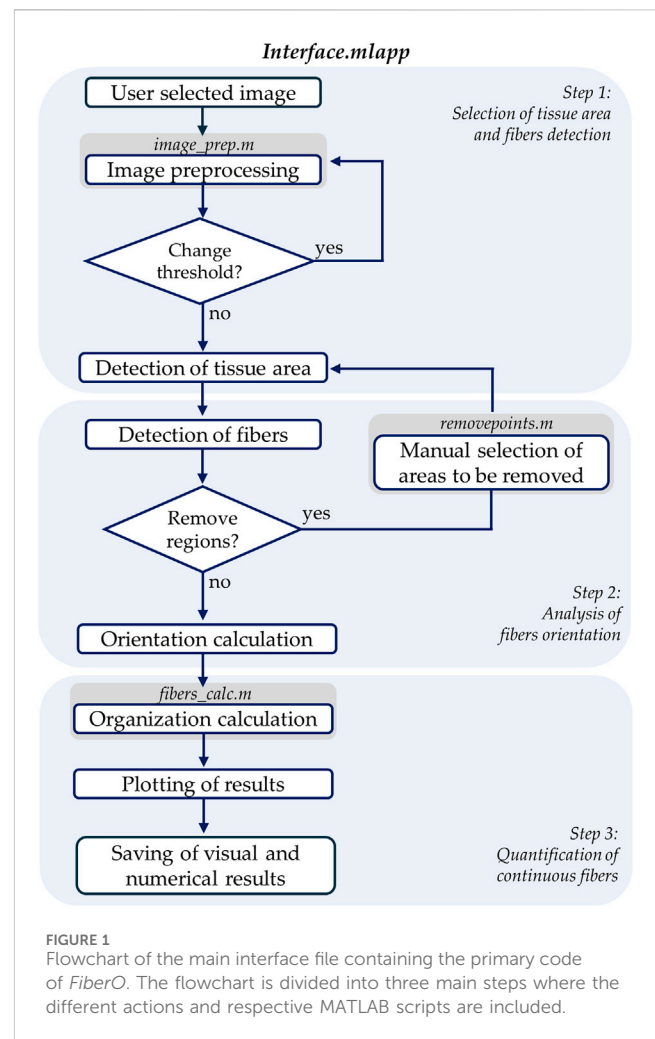 Interface.mlapp
User selected image
Step 1:
Selection of tissue area
and fibers detection
image_prep.m
Image preprocessing
Change
threshold?
yes
no
Detection of tissue area
Detection of fibers
removepoints.m
Manual selection of
areas to be removed
Remove
regions?
yes
no
Step 2:
Analysis of
fibers orientation
Orientation calculation
fibers_calc.m
Organization calculation
Plotting of results
Saving of visual and
numerical results
Step 3:
Quantification of
continuous fibers
FIGURE 1
Flowchart of the main interface file containing the primary code
of FiberO. The flowchart is divided into three main steps where the
different actions and respective MATLAB scripts are included.